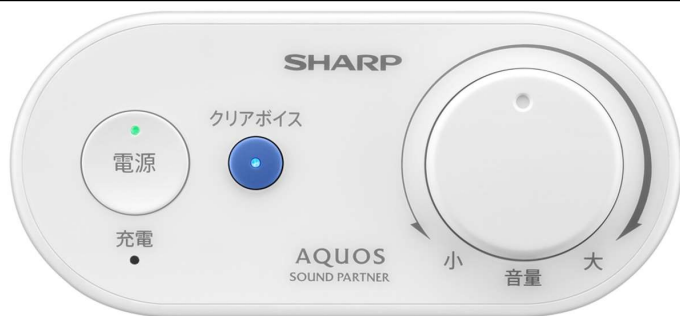 SHARP
クリアボイス
電源
充電
AQUOS
SOUND PARTNER
小
音量
大